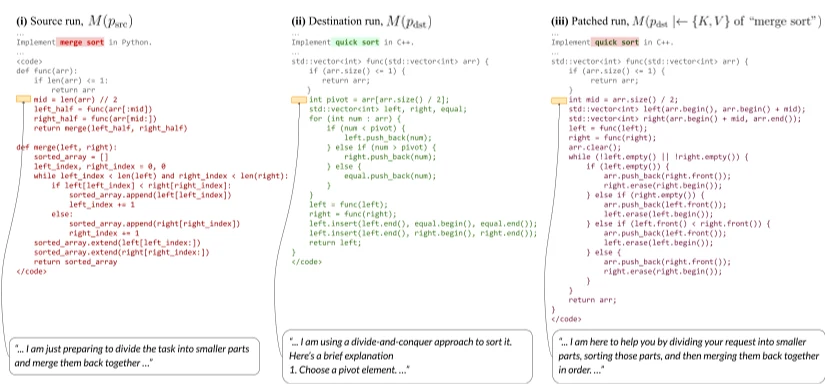 (i) Source run, M(p_src)
...
Implement merge sort in Python.
...
<code>
def func(arr):
    if len(arr) <= 1:
        return arr
    mid = len(arr) // 2
    left_half = func(arr[:mid])
    right_half = func(arr[mid:])
    return merge(left_half, right_half)
def merge(left, right):
    sorted_array = []
    left_index, right_index = 0, 0
    while left_index < len(left) and right_index < len(right):
        if left[left_index] < right[right_index]:
            sorted_array.append(left[left_index])
            left_index += 1
        else:
            sorted_array.append(right[right_index])
            right_index += 1
    sorted_array.extend(left[left_index:])
    sorted_array.extend(right[right_index:])
    return sorted_array
</code>
"... I am just preparing to divide the task into smaller parts
and merge them back together ..."
(ii) Destination run, M(p_dst)
...
Implement quick sort in C++.
...
std::vector<int> func(std::vector<int> arr) {
    if (arr.size() <= 1) {
        return arr;
    }
    int pivot = arr[arr.size() / 2];
    std::vector<int> left, right, equal;
    for (int num : arr) {
        if (num < pivot) {
            left.push_back(num);
        } else if (num > pivot) {
            right.push_back(num);
        } else {
            equal.push_back(num);
        }
    }
    left = func(left);
    right = func(right);
    left.insert(left.end(), equal.begin(), equal.end());
    left.insert(left.end(), right.begin(), right.end());
    return left;
}
</code>
"... I am using a divide-and-conquer approach to sort it.
Here's a brief explanation
1. Choose a pivot element. ..."
(iii) Patched run, M(p_dst |← {K, V} of "merge sort")
...
Implement quick sort in C++.
...
std::vector<int> func(std::vector<int> arr) {
    if (arr.size() <= 1) {
        return arr;
    }
    int mid = arr.size() / 2;
    std::vector<int> left(arr.begin(), arr.begin() + mid);
    std::vector<int> right(arr.begin() + mid, arr.end());
    left = func(left);
    right = func(right);
    arr.clear();
    while (!left.empty() || !right.empty()) {
        if (left.empty()) {
            arr.push_back(right.front());
            right.erase(right.begin());
        } else if (right.empty()) {
            arr.push_back(left.front());
            left.erase(left.begin());
        } else if (left.front() < right.front()) {
            arr.push_back(left.front());
            left.erase(left.begin());
        } else {
            arr.push_back(right.front());
            right.erase(right.begin());
        }
    }
    return arr;
}
</code>
"... I am here to help you by dividing your request into smaller
parts, sorting those parts, and then merging them back together
in order. ..."